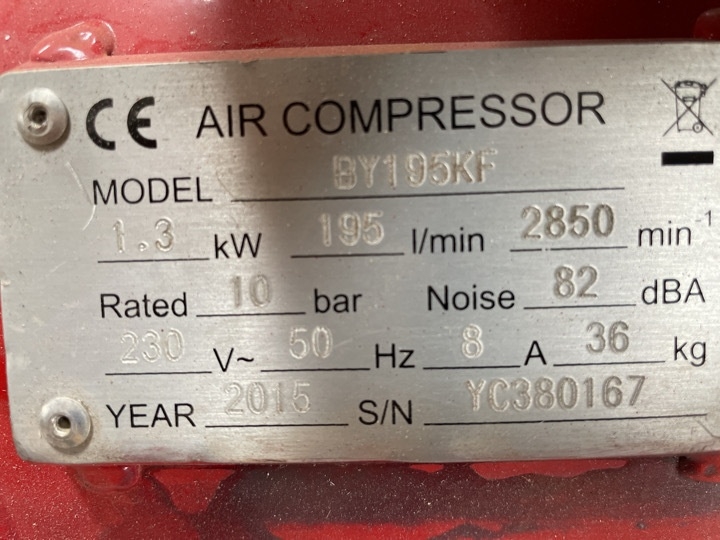 CE AIR COMPRESSOR
MODEL BY195KF
1.3 kW 195 l/min 2850 min⁻¹
Rated 10 bar Noise 82 dBA
230 V~ 50 Hz 8 A 36 kg
YEAR 2015 S/N YC380167